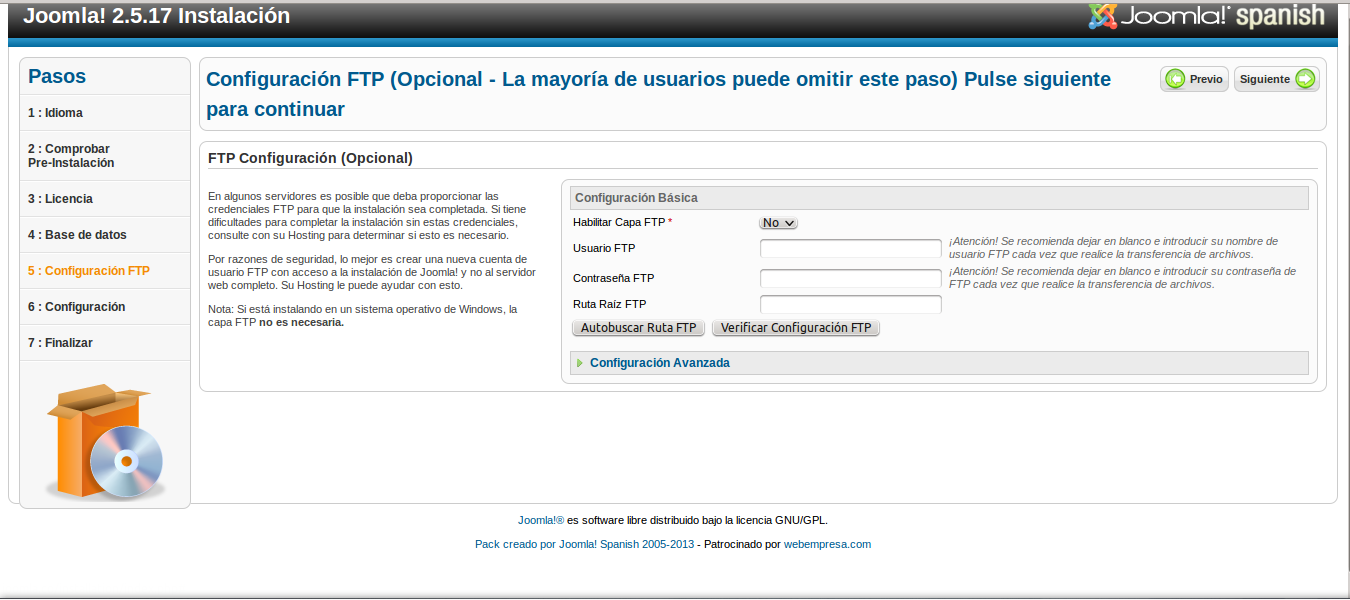 Joomla! 2.5.17 Instalación
Joomla! spanish
Pasos
1 : Idioma
2 : Comprobar
Pre-Instalación
3 : Licencia
4 : Base de datos
5 : Configuración FTP
6 : Configuración
7 : Finalizar
Configuración FTP (Opcional - La mayoría de usuarios puede omitir este paso) Pulse siguiente
para continuar
Previo
Siguiente
FTP Configuración (Opcional)
En algunos servidores es posible que deba proporcionar las
credenciales FTP para que la instalación sea completada. Si tiene
dificultades para completar la instalación sin estas credenciales,
consulte con su Hosting para determinar si esto es necesario.
Por razones de seguridad, lo mejor es crear una nueva cuenta de
usuario FTP con acceso a la instalación de Joomla! y no al servidor
web completo. Su Hosting le puede ayudar con esto.
Nota: Si está instalando en un sistema operativo de Windows, la
capa FTP no es necesaria.
Configuración Básica
Habilitar Capa FTP *
No
Usuario FTP
¡Atención! Se recomienda dejar en blanco e introducir su nombre de
usuario FTP cada vez que realice la transferencia de archivos.
Contraseña FTP
¡Atención! Se recomienda dejar en blanco e introducir su contraseña de
FTP cada vez que realice la transferencia de archivos.
Ruta Raíz FTP
Autobuscar Ruta FTP
Verificar Configuración FTP
Configuración Avanzada
Joomla!® es software libre distribuido bajo la licencia GNU/GPL.
Pack creado por Joomla! Spanish 2005-2013 - Patrocinado por webempresa.com